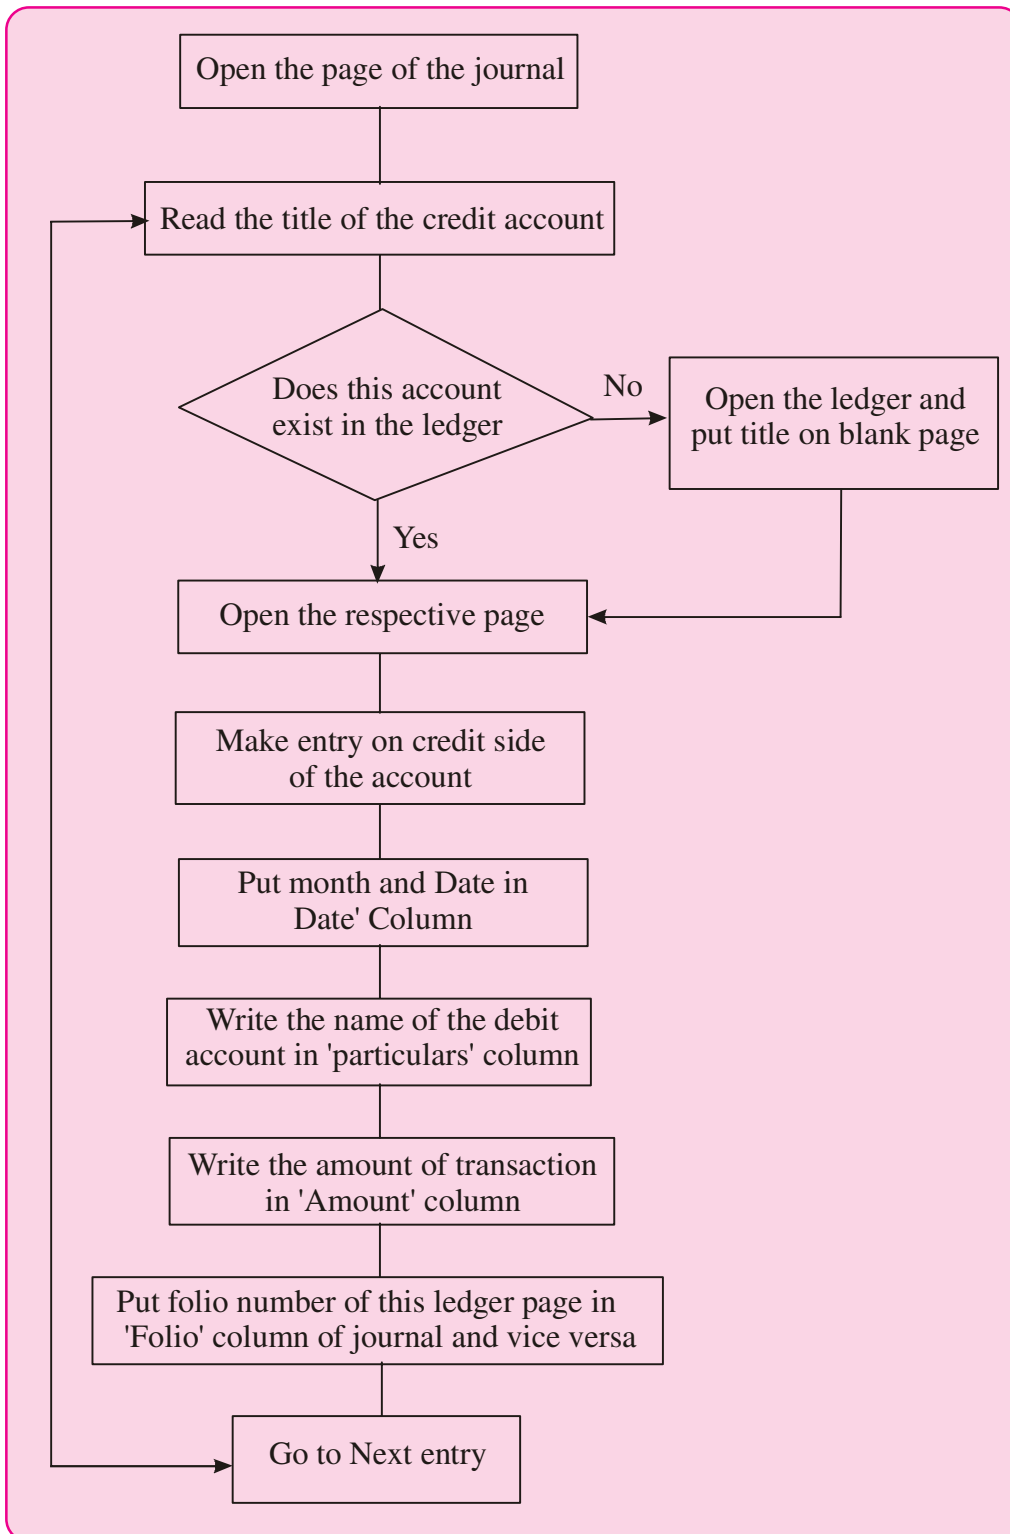 Open the page of the journal
Read the title of the credit account
Does this account
exist in the ledger
No
Open the ledger and
put title on blank page
Yes
Open the respective page
Make entry on credit side
of the account
Put month and Date in
Date' Column
Write the name of the debit
account in 'particulars' column
Write the amount of transaction
in 'Amount' column
Put folio number of this ledger page in
'Folio' column of journal and vice versa
Go to Next entry